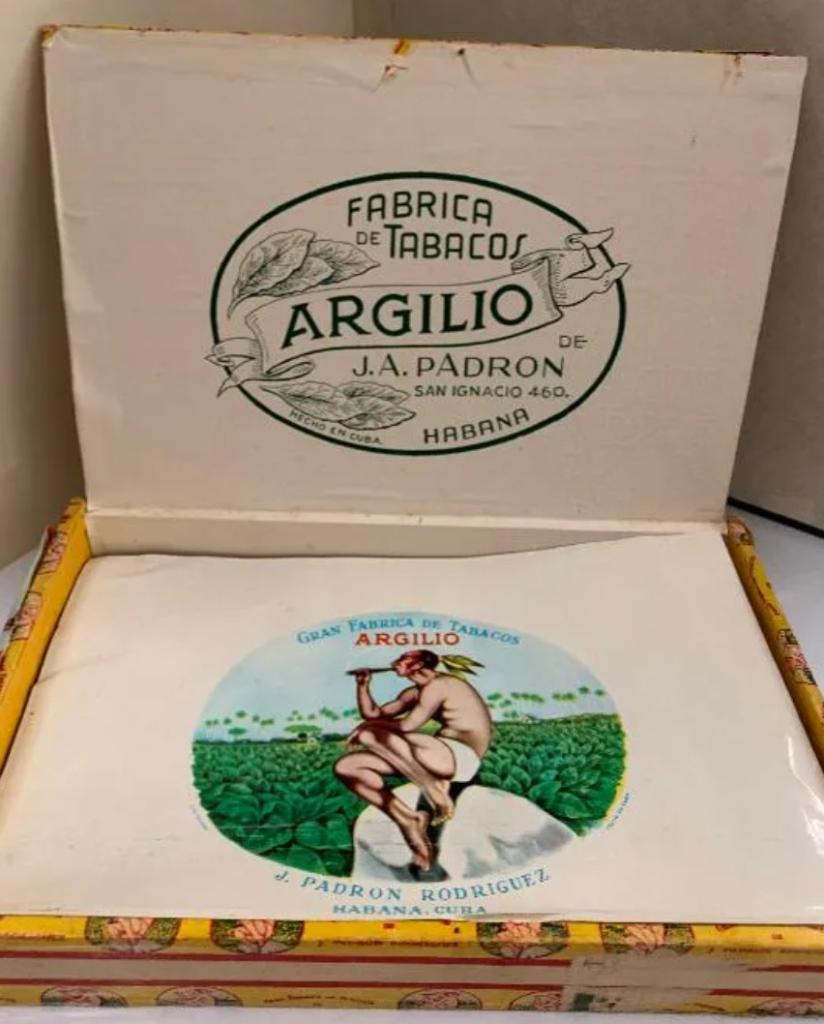 FABRICA
DE TABACOS
ARGILIO
DE
J.A. PADRON
SAN IGNACIO 460.
HECHO EN CUBA.
HABANA
GRAN FABRICA DE TABACOS
ARGILIO
J. PADRON RODRIGUEZ
HABANA, CUBA